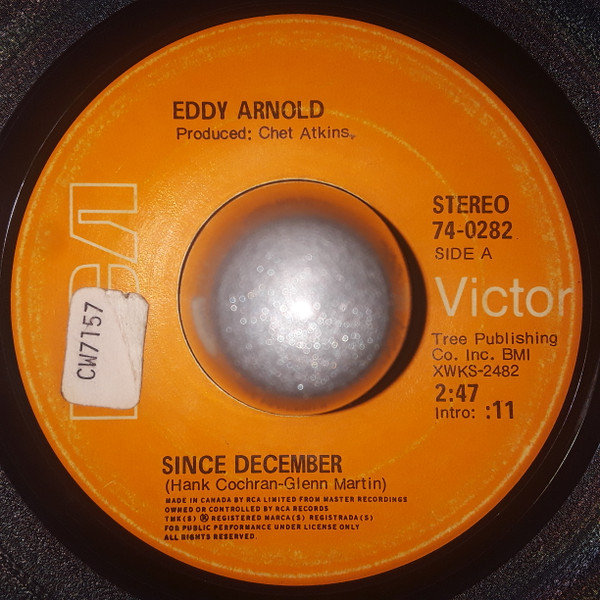 EDDY ARNOLD
Produced: Chet Atkins.
STEREO
74-0282
SIDE A
Victor
Tree Publishing
Co. Inc. BMI
XWKS-2482
2:47
Intro: :11
CW7157
SINCE DECEMBER
(Hank Cochran-Glenn Martin)
MADE IN CANADA BY RCA LIMITED FROM MASTER RECORDINGS
OWNED OR CONTROLLED BY RCA RECORDS
TMK(S) ® REGISTERED MARCA(S) REGISTRADA(S)
FOR PUBLIC PERFORMANCE UNDER LICENSE ONLY
ALL RIGHTS RESERVED.